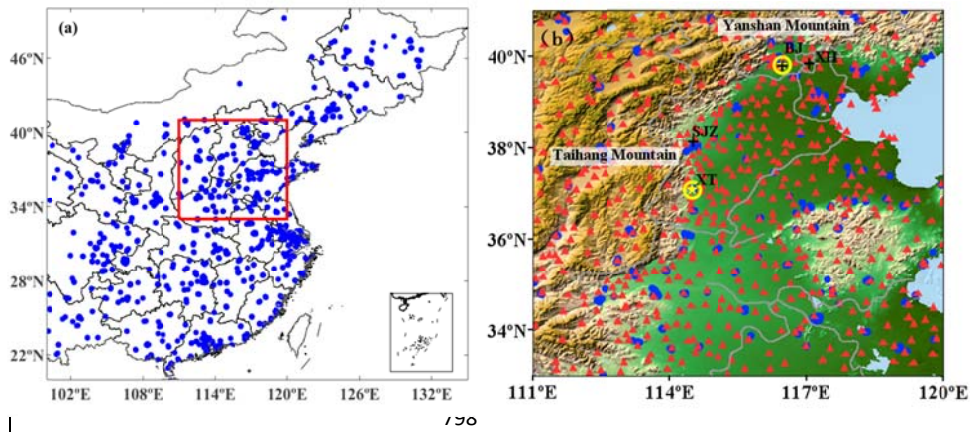 (a)
46°N
40°N
34°N
28°N
22°N
102°E 108°E 114°E 120°E 126°E 132°E
(b)
Yanshan Mountain
40°N
BJ
XH
38°N
SJZ
Taihang Mountain
XT
36°N
34°N
111°E 114°E 117°E 120°E
798